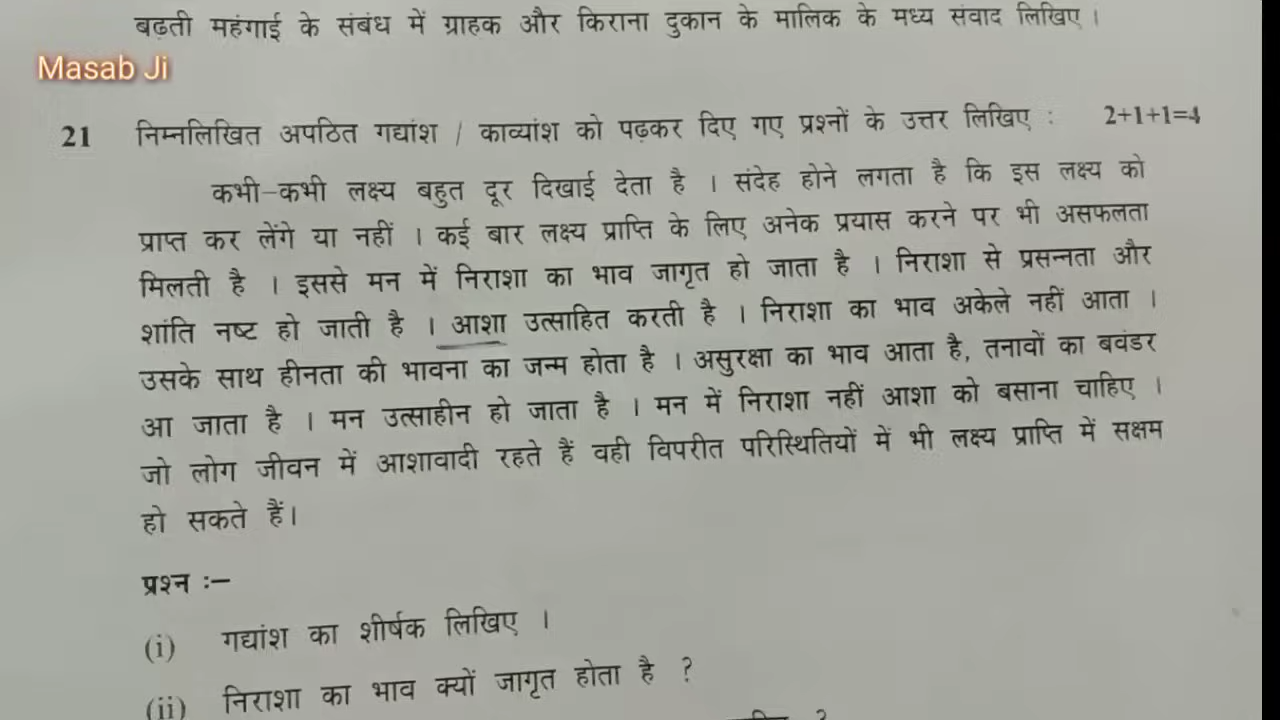 बढ़ती महंगाई के संबंध में ग्राहक और किराना दुकान के मालिक के मध्य संवाद लिखिए ।
Masab Ji
21 निम्नलिखित अपठित गद्यांश / काव्यांश को पढ़कर दिए गए प्रश्नों के उत्तर लिखिए : 2+1+1=4
कभी–कभी लक्ष्य बहुत दूर दिखाई देता है । संदेह होने लगता है कि इस लक्ष्य को
प्राप्त कर लेंगे या नहीं । कई बार लक्ष्य प्राप्ति के लिए अनेक प्रयास करने पर भी असफलता
मिलती है । इससे मन में निराशा का भाव जागृत हो जाता है । निराशा से प्रसन्नता और
शांति नष्ट हो जाती है । आशा उत्साहित करती है । निराशा का भाव अकेले नहीं आता ।
उसके साथ हीनता की भावना का जन्म होता है । असुरक्षा का भाव आता है, तनावों का बवंडर
आ जाता है । मन उत्साहीन हो जाता है । मन में निराशा नहीं आशा को बसाना चाहिए ।
जो लोग जीवन में आशावादी रहते हैं वही विपरीत परिस्थितियों में भी लक्ष्य प्राप्ति में सक्षम
हो सकते हैं।
प्रश्न :–
(i) गद्यांश का शीर्षक लिखिए ।
(ii) निराशा का भाव क्यों जागृत होता है ?